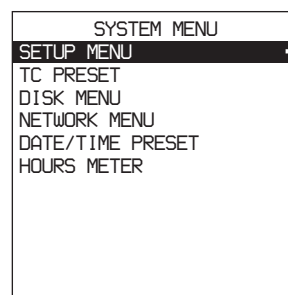 SYSTEM MENU
SETUP MENU
TC PRESET
DISK MENU
NETWORK MENU
DATE/TIME PRESET
HOURS METER